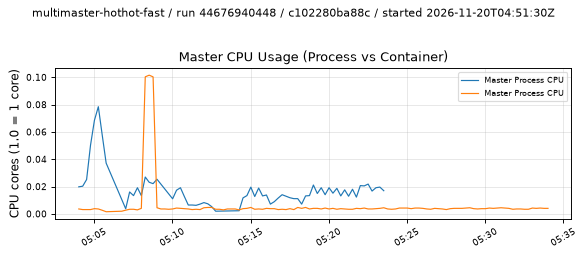 multimaster-hothot-fast / run 44676940448 / c102280ba88c / started 2026-11-20T04:51:30Z
Master CPU Usage (Process vs Container)
CPU cores (1.0 = 1 core)
0.10
0.08
0.06
0.04
0.02
0.00
Master Process CPU
Master Process CPU
05:05
05:10
05:15
05:20
05:25
05:30
05:35